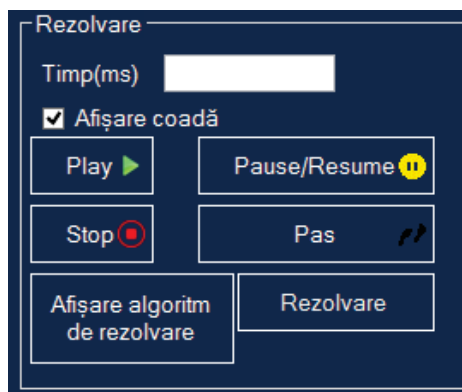 Rezolvare
Timp(ms)
Afișare coadă
Play
Pause/Resume
Stop
Pas
Afișare algoritm
de rezolvare
Rezolvare